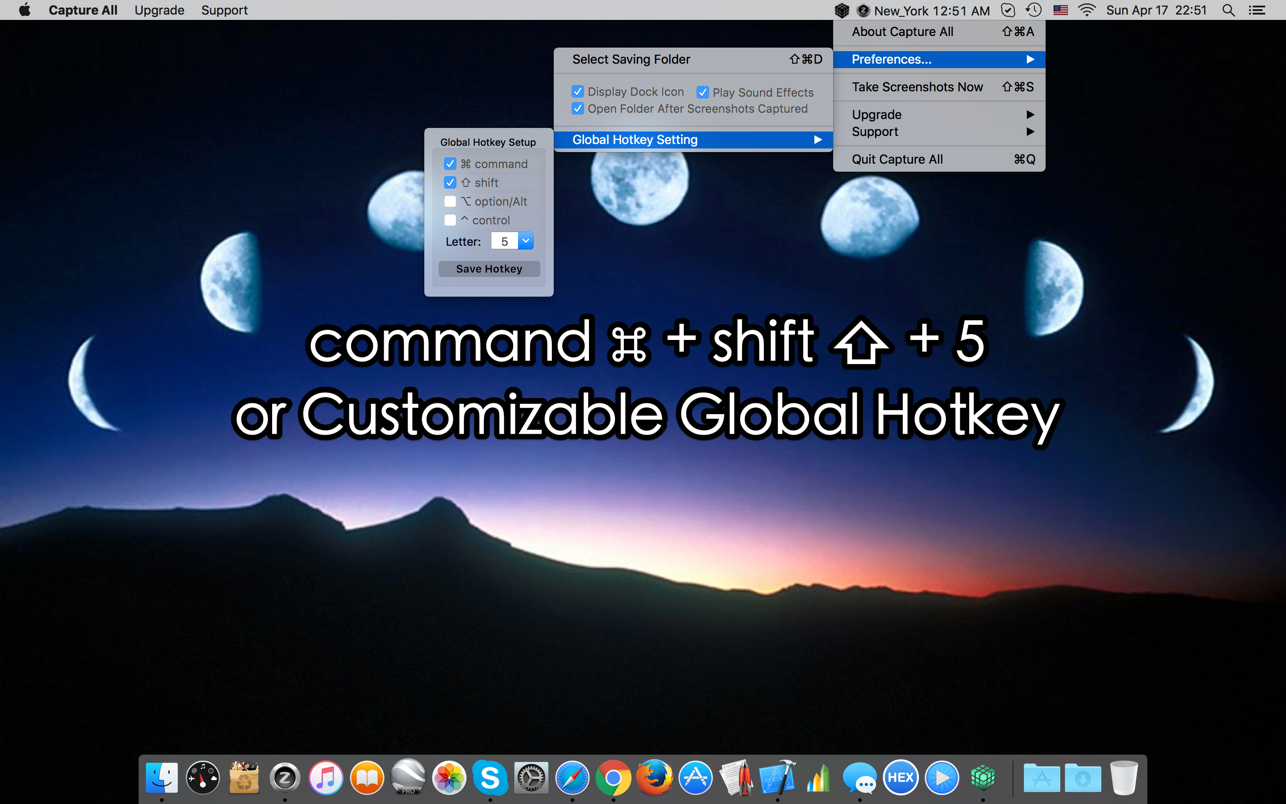 Capture All Upgrade Support New_York 12:51 AM Sun Apr 17 22:51
About Capture All ⇧⌘A
Preferences...
Take Screenshots Now ⇧⌘S
Upgrade
Support
Quit Capture All ⌘Q
Select Saving Folder ⇧⌘D
Display Dock Icon Play Sound Effects
Open Folder After Screenshots Captured
Global Hotkey Setting
Global Hotkey Setup
⌘ command
⇧ shift
⌥ option/Alt
^ control
Letter: 5
Save Hotkey
command ⌘ + shift ⇧ + 5
or Customizable Global Hotkey
PRO
HEX